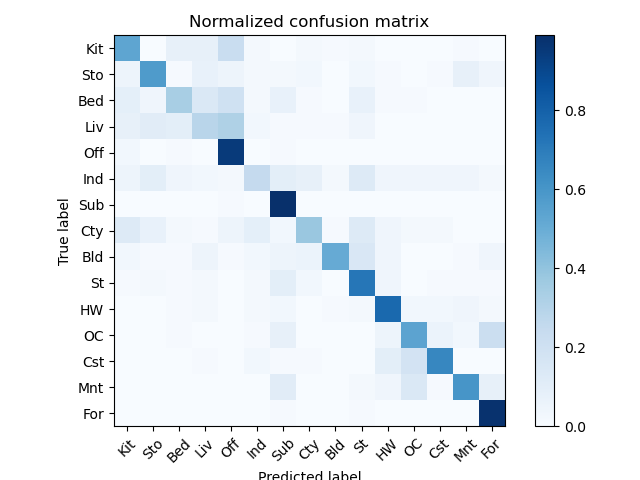 Normalized confusion matrix
True label
Kit
Sto
Bed
Liv
Off
Ind
Sub
Cty
Bld
St
HW
OC
Cst
Mnt
For
Kit Sto Bed Liv Off Ind Sub Cty Bld St HW OC Cst Mnt For
Predicted label
0.8
0.6
0.4
0.2
0.0